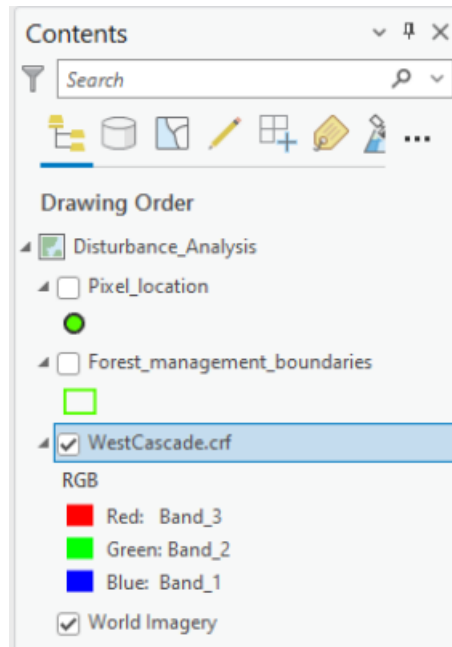 Contents
Search
Drawing Order
Disturbance_Analysis
Pixel_location
Forest_management_boundaries
WestCascade.crf
RGB
Red: Band_3
Green: Band_2
Blue: Band_1
World Imagery